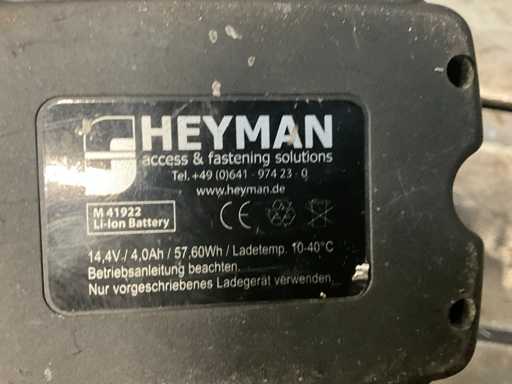 HEYMAN
access & fastening solutions
Tel. +49 (0)641 - 974 23 - 0
www.heyman.de
M 41922
Li-Ion Battery
CE
14,4V / 4,0Ah / 57,60Wh / Ladetemp. 10-40°C
Betriebsanleitung beachten.
Nur vorgeschriebenes Ladegerät verwenden.